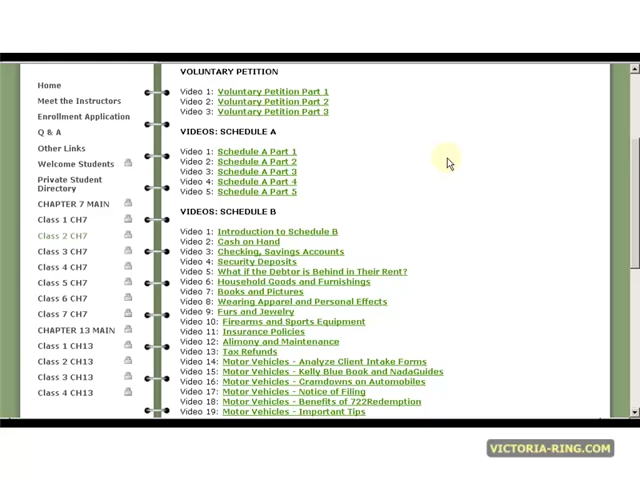 Home
Meet the Instructors
Enrollment Application
Q & A
Other Links
Welcome Students
Private Student
Directory
CHAPTER 7 MAIN
Class 1 CH7
Class 2 CH7
Class 3 CH7
Class 4 CH7
Class 5 CH7
Class 6 CH7
Class 7 CH7
CHAPTER 13 MAIN
Class 1 CH13
Class 2 CH13
Class 3 CH13
Class 4 CH13
VOLUNTARY PETITION
Video 1: Voluntary Petition Part 1
Video 2: Voluntary Petition Part 2
Video 3: Voluntary Petition Part 3
VIDEOS: SCHEDULE A
Video 1: Schedule A Part 1
Video 2: Schedule A Part 2
Video 3: Schedule A Part 3
Video 4: Schedule A Part 4
Video 5: Schedule A Part 5
VIDEOS: SCHEDULE B
Video 1: Introduction to Schedule B
Video 2: Cash on Hand
Video 3: Checking, Savings Accounts
Video 4: Security Deposits
Video 5: What if the Debtor is Behind in Their Rent?
Video 6: Household Goods and Furnishings
Video 7: Books and Pictures
Video 8: Wearing Apparel and Personal Effects
Video 9: Furs and Jewelry
Video 10: Firearms and Sports Equipment
Video 11: Insurance Policies
Video 12: Alimony and Maintenance
Video 13: Tax Refunds
Video 14: Motor Vehicles - Analyze Client Intake Forms
Video 15: Motor Vehicles - Kelly Blue Book and NadaGuides
Video 16: Motor Vehicles - Cramdowns on Automobiles
Video 17: Motor Vehicles - Notice of Filing
Video 18: Motor Vehicles - Benefits of 722Redemption
Video 19: Motor Vehicles - Important Tips
VICTORIA-RING.COM